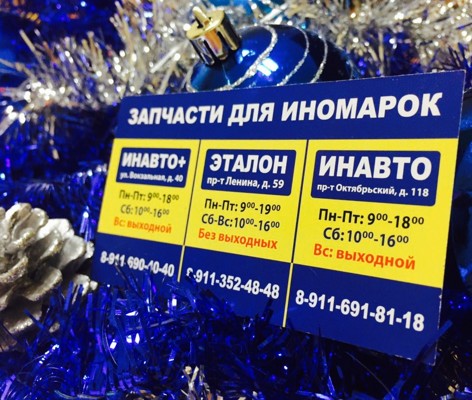 ЗАПЧАСТИ ДЛЯ ИНОМАРОК
ИНАВТО+
ул. Вокзальная, д. 40
Пн-Пт: 9⁰⁰-18⁰⁰
Сб: 10⁰⁰-16⁰⁰
Вс: выходной
8-911 690-40-40
ЭТАЛОН
пр-т Ленина, д. 59
Пн-Пт: 9⁰⁰-19⁰⁰
Сб-Вс: 10⁰⁰-16⁰⁰
Без выходных
8-911-352-48-48
ИНАВТО
пр-т Октябрьский, д. 118
Пн-Пт: 9⁰⁰-18⁰⁰
Сб: 10⁰⁰-16⁰⁰
Вс: выходной
8-911-691-81-18